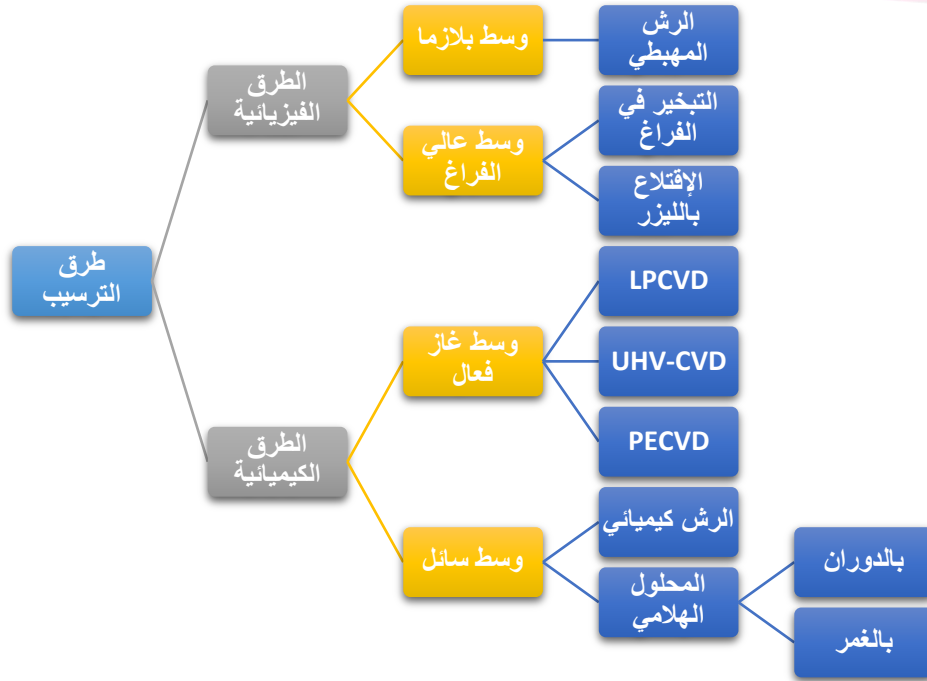 طرق
الترسيب
الطرق
الفيزيائية
وسط بلازما
الرش
المهبطي
وسط عالي
الفراغ
التبخير في
الفراغ
الإقتلاع
بالليزر
الطرق
الكيميائية
وسط غاز
فعال
LPCVD
UHV-CVD
PECVD
وسط سائل
الرش كيميائي
المحلول
الهلامي
بالدوران
بالغمر